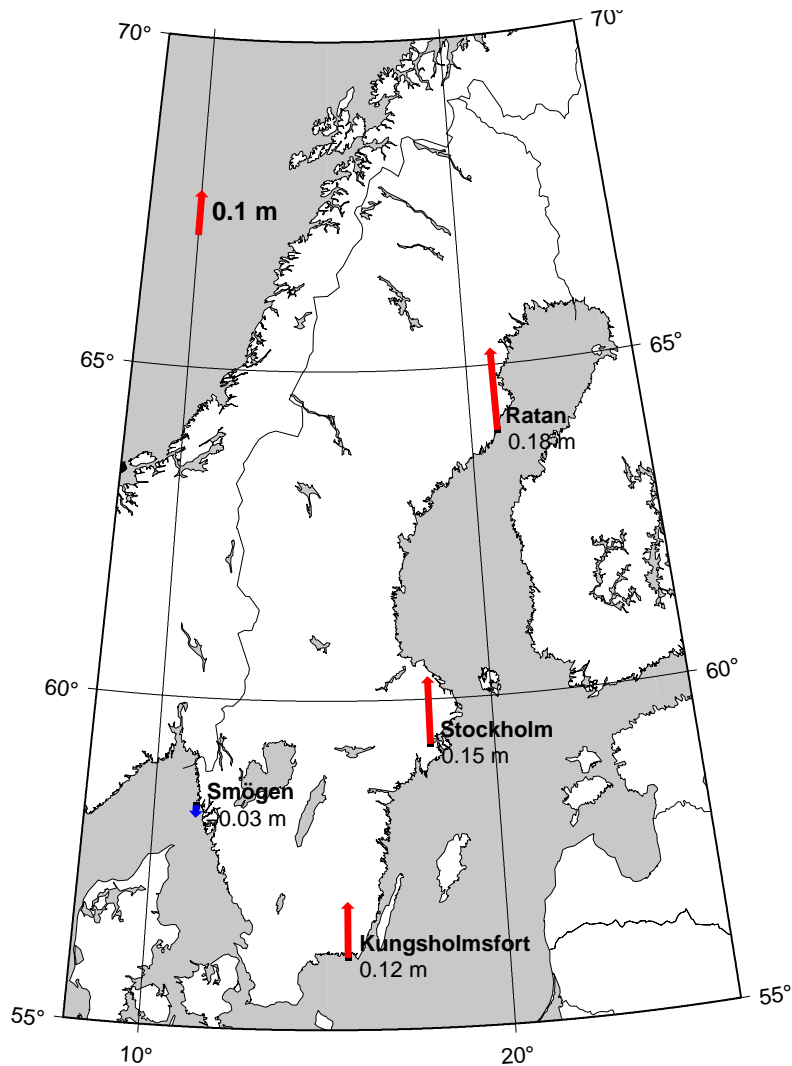 70°
70°
0.1 m
65°
65°
Ratan
0.18 m
60°
60°
Stockholm
0.15 m
Smögen
-0.03 m
Kungsholmsfort
0.12 m
55°
55°
10°
20°